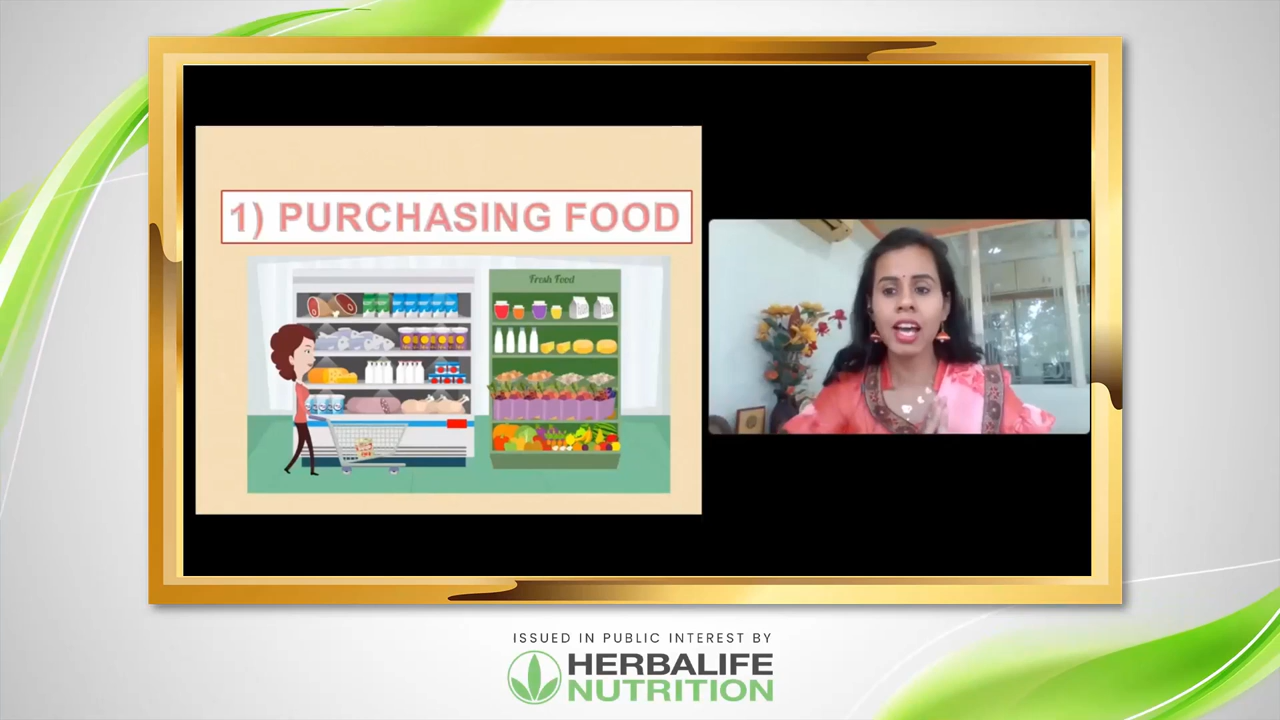 1) PURCHASING FOOD
Fresh Food
ISSUED IN PUBLIC INTEREST BY
HERBALIFE
NUTRITION